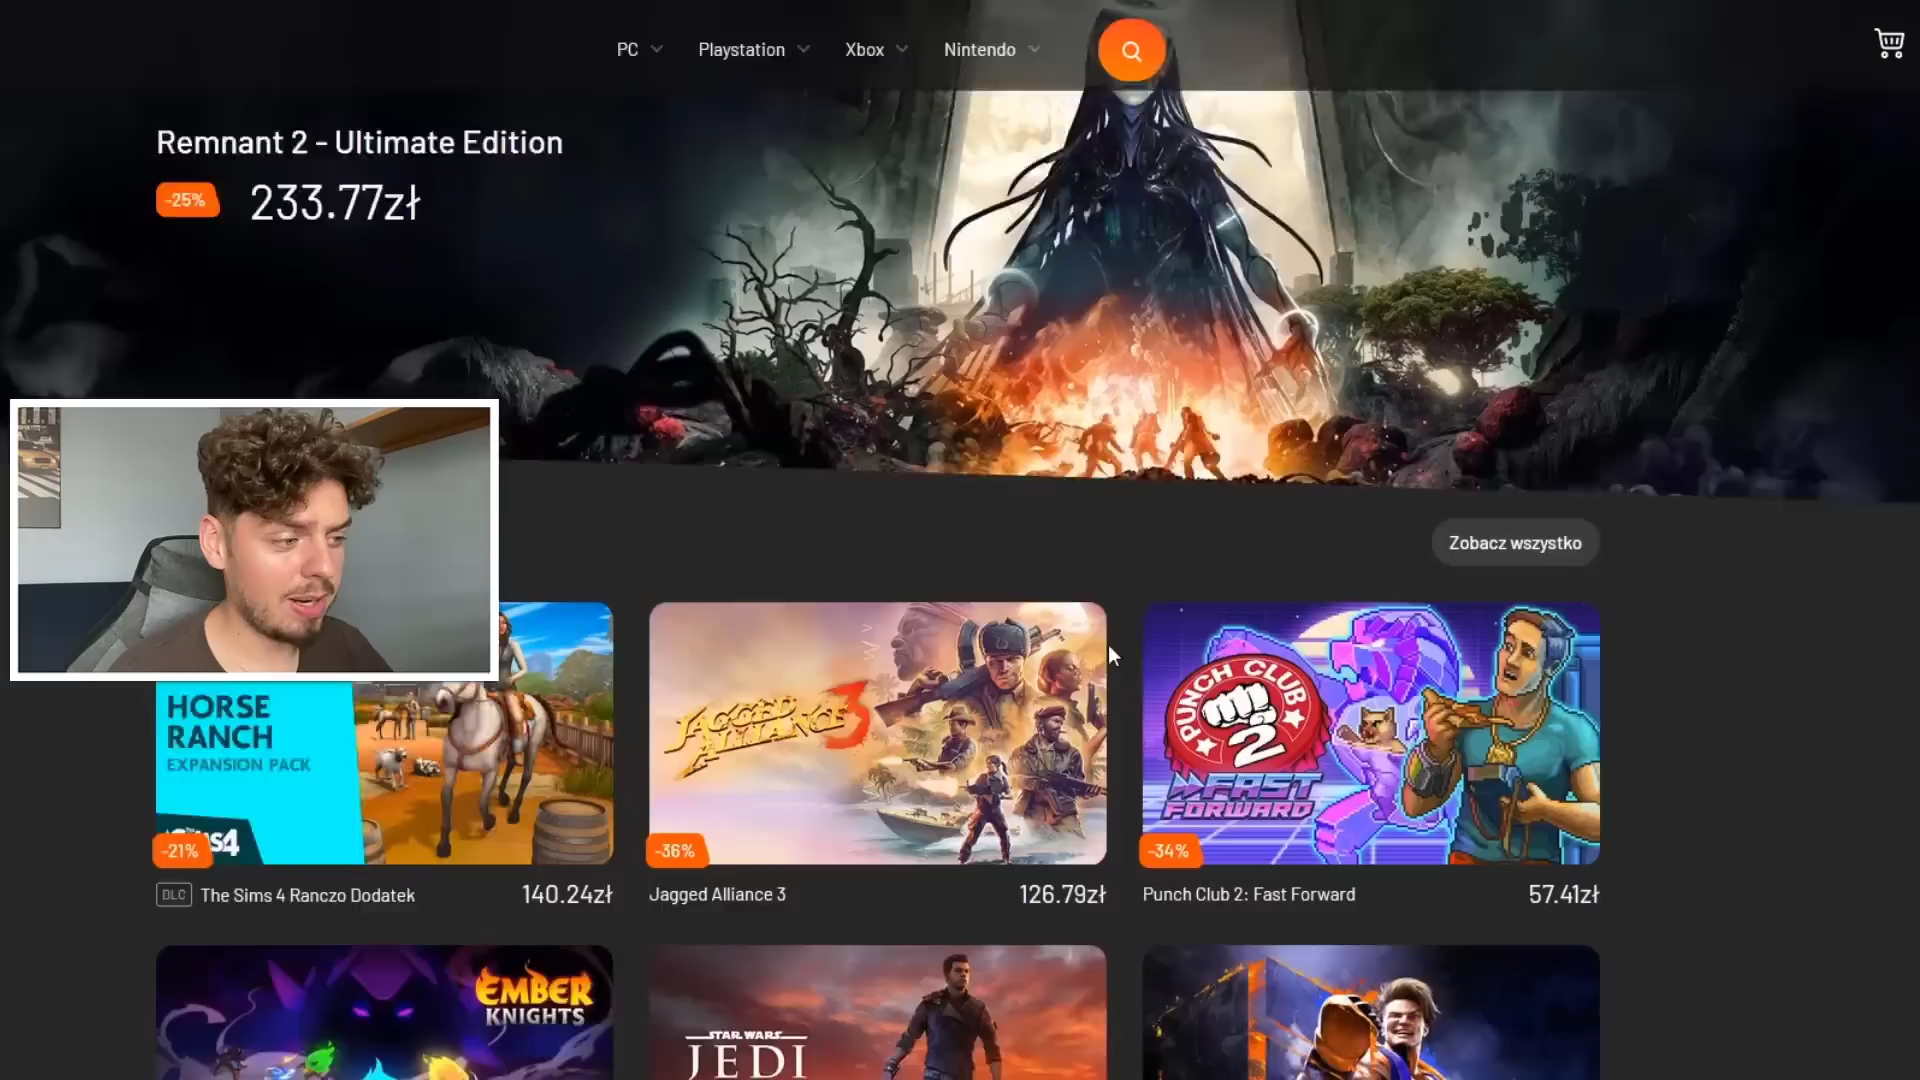 PC
Playstation
Xbox
Nintendo
Remnant 2 - Ultimate Edition
-25%
233.77zł
Zobacz wszystko
HORSE
RANCH
EXPANSION PACK
S4
-21%
JAGGED
ALLIANCE 3
-36%
PUNCH CLUB
2
FAST
FORWARD
-34%
DLC The Sims 4 Ranczo Dodatek
140.24zł
Jagged Alliance 3
126.79zł
Punch Club 2: Fast Forward
57.41zł
EMBER
KNIGHTS
STAR WARS
JEDI